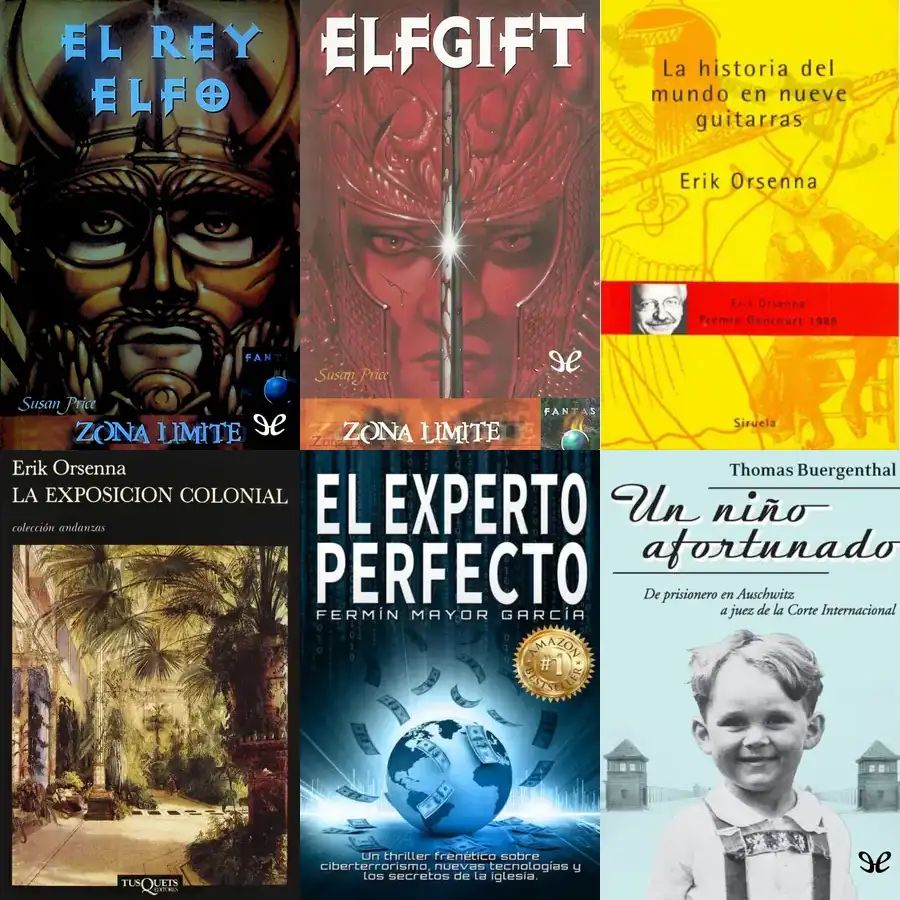 EL REY
ELFO
Susan Price
FANT
ZONA LIMITE
ELFGIFT
Susan Price
ZONA LIMITE
FANTAS
La historia del
mundo en nueve
guitarras
Erik Orsenna
Erik Orsenna
Premio Goncourt 1988
Siruela
Erik Orsenna
LA EXPOSICION COLONIAL
colección andanzas
TUSQUETS
EDITORES
EL EXPERTO
PERFECTO
FERMÍN MAYOR GARCÍA
AMAZON
#1
BESTSELLER
Un thriller frenético sobre
ciberterrorismo, nuevas tecnologías y
los secretos de la iglesia.
Thomas Buergenthal
Un niño
afortunado
De prisionero en Auschwitz
a juez de la Corte Internacional